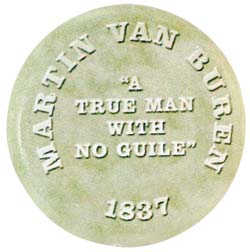 MARTIN VAN BUREN
"A
TRUE MAN
WITH
NO GUILE"
1837